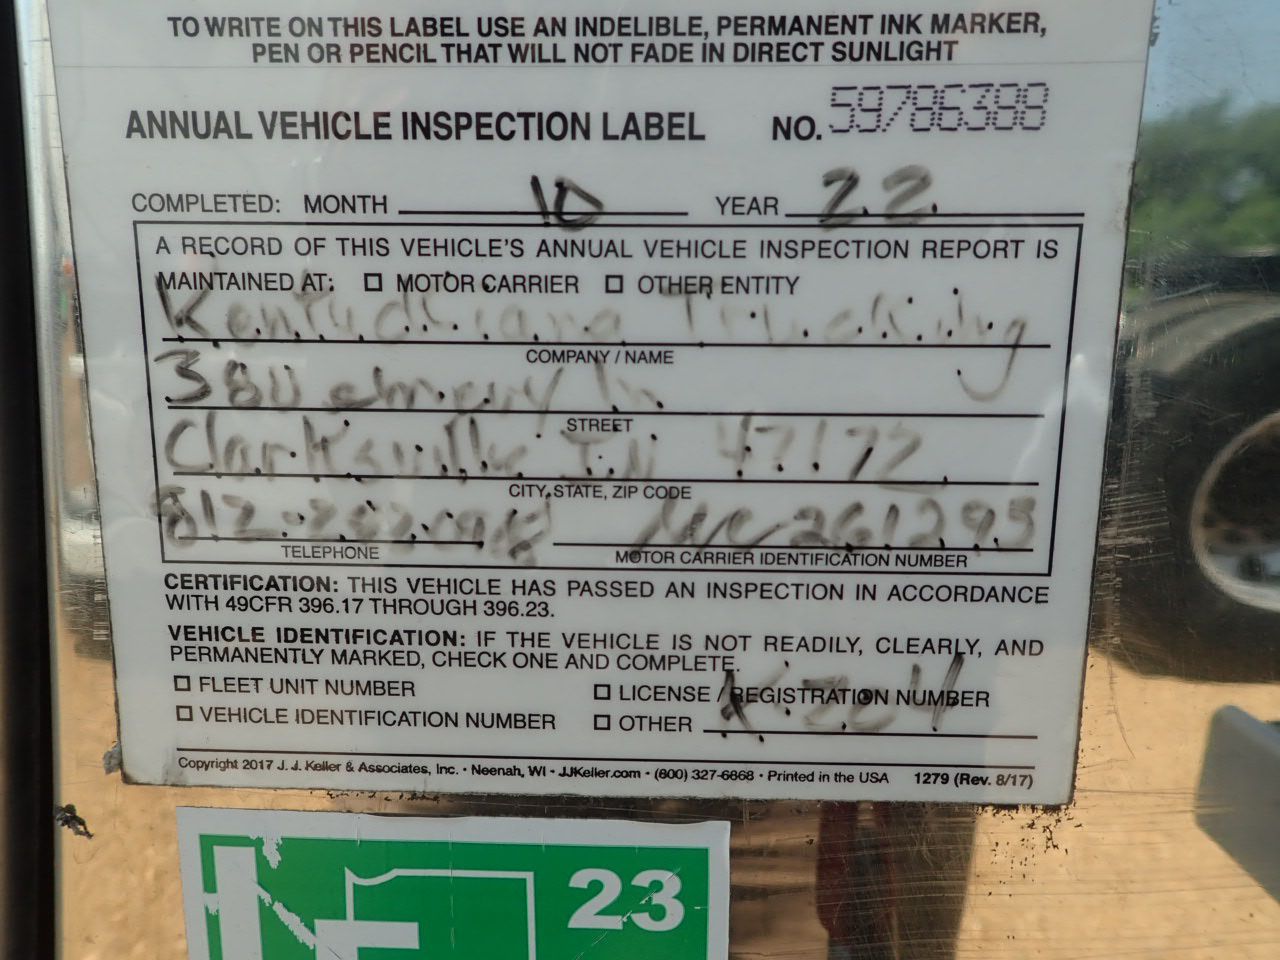 TO WRITE ON THIS LABEL USE AN INDELIBLE, PERMANENT INK MARKER,
PEN OR PENCIL THAT WILL NOT FADE IN DIRECT SUNLIGHT
ANNUAL VEHICLE INSPECTION LABEL NO. 59786388
COMPLETED: MONTH 10 YEAR 22
A RECORD OF THIS VEHICLE'S ANNUAL VEHICLE INSPECTION REPORT IS
MAINTAINED AT: MOTOR CARRIER OTHER ENTITY
Kentuckiana Trucking
COMPANY / NAME
380
STREET
Clarksville IN 47172
CITY, STATE, ZIP CODE
TELEPHONE MOTOR CARRIER IDENTIFICATION NUMBER
CERTIFICATION: THIS VEHICLE HAS PASSED AN INSPECTION IN ACCORDANCE
WITH 49CFR 396.17 THROUGH 396.23.
VEHICLE IDENTIFICATION: IF THE VEHICLE IS NOT READILY, CLEARLY, AND
PERMANENTLY MARKED, CHECK ONE AND COMPLETE.
FLEET UNIT NUMBER LICENSE / REGISTRATION NUMBER
VEHICLE IDENTIFICATION NUMBER OTHER
Copyright 2017 J. J. Keller & Associates, Inc. • Neenah, WI • JJKeller.com • (800) 327-6868 • Printed in the USA 1279 (Rev. 8/17)
23